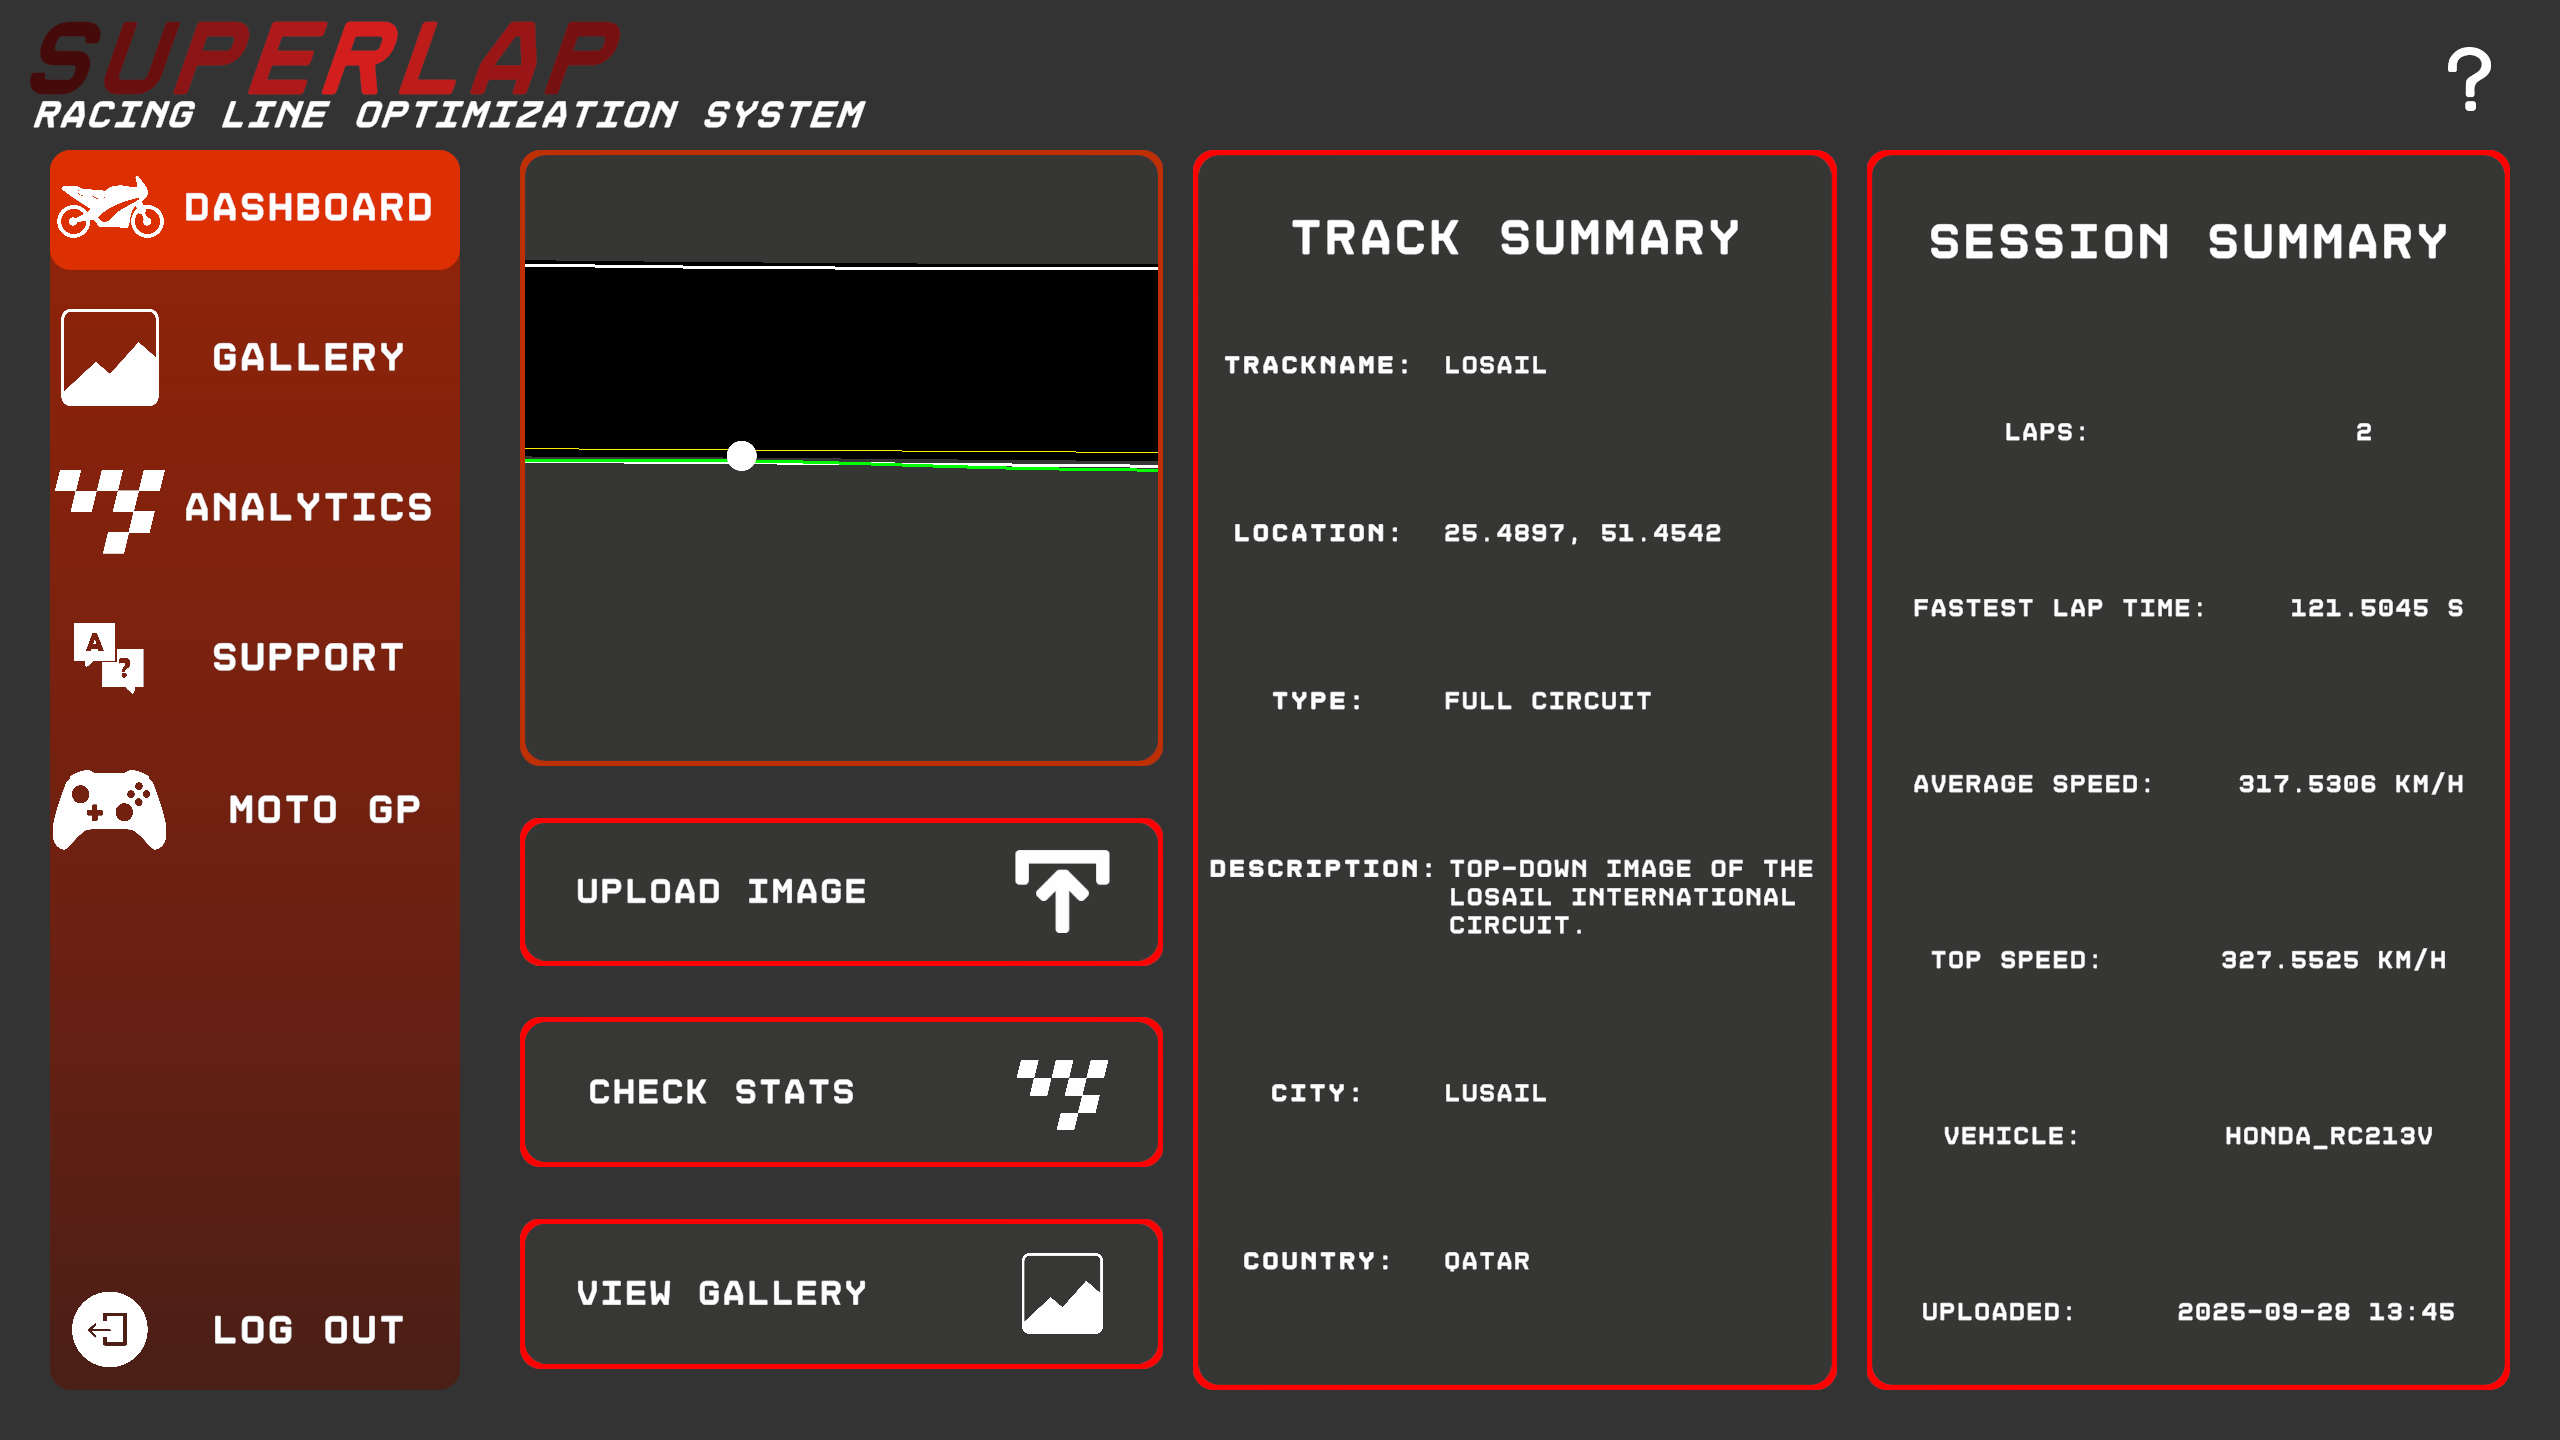 SUPERLAP
RACING LINE OPTIMIZATION SYSTEM
?
DASHBOARD
GALLERY
ANALYTICS
A
?
SUPPORT
MOTO GP
LOG OUT
UPLOAD IMAGE
CHECK STATS
VIEW GALLERY
TRACK SUMMARY
TRACKNAME: LOSAIL
LOCATION: 25.4897, 51.4542
TYPE: FULL CIRCUIT
DESCRIPTION: TOP-DOWN IMAGE OF THE
LOSAIL INTERNATIONAL
CIRCUIT.
CITY: LUSAIL
COUNTRY: QATAR
SESSION SUMMARY
LAPS: 2
FASTEST LAP TIME: 121.5045 S
AVERAGE SPEED: 317.5306 KM/H
TOP SPEED: 327.5525 KM/H
VEHICLE: HONDA_RC213V
UPLOADED: 2025-09-28 13:45